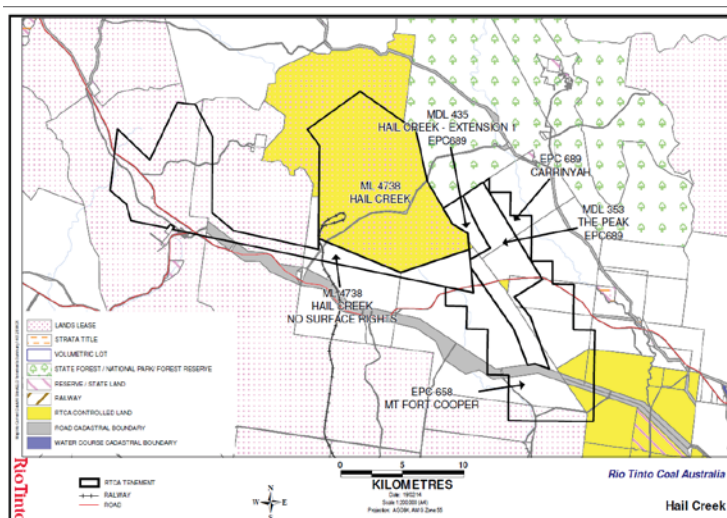 MDL 435
HAIL CREEK - EXTENSION 1
EPC689
EPC 689
CARRINYAH
ML 4738
HAIL CREEK
MDL 353
THE PEAK
EPC689
ML 4738
HAIL CREEK
NO SURFACE RIGHTS
EPC 658
MT FORT COOPER
LANDS LEASE
STRATA TITLE
VOLUMETRIC LOT
STATE FOREST / NATIONAL PARK/ FOREST RESERVE
RESERVE / STATE LAND
RAILWAY
RTCA CONTROLLED LAND
ROAD CADASTRAL BOUNDARY
WATER COURSE CADASTRAL BOUNDARY
RioTinto
RTCA TENEMENT
RAILWAY
ROAD
N
W
E
S
0
5
10
KILOMETRES
Rio Tinto Coal Australia
Hail Creek